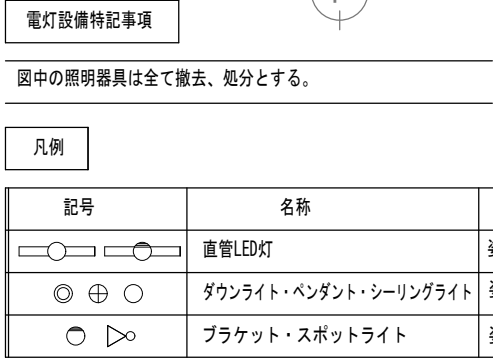 電灯設備特記事項
図中の照明器具は全て撤去、処分とする。
凡例
記号 名称
直管LED灯
ダウンライト・ペンダント・シーリングライト
ブラケット・スポットライト